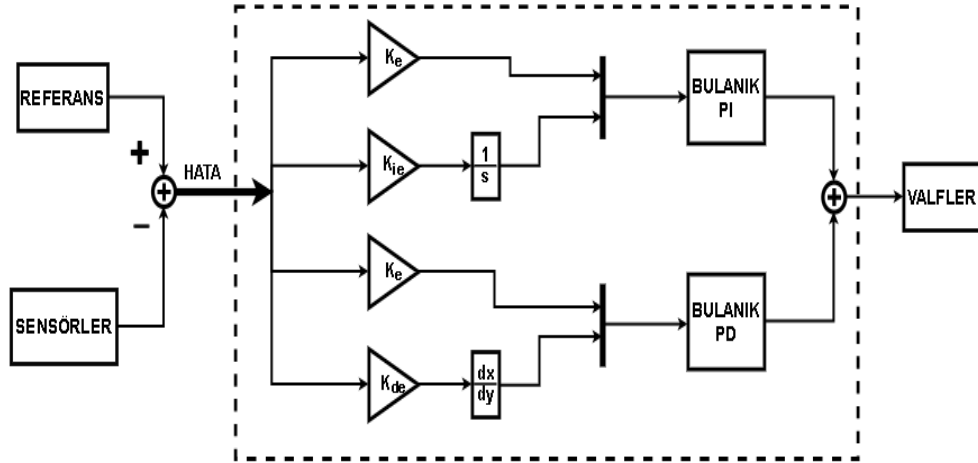 REFERANS
+
HATA
+
−
SENSÖRLER
Ke
Kie
1
s
Ke
Kde
dx
dy
BULANIK
PI
BULANIK
PD
+
VALFLER